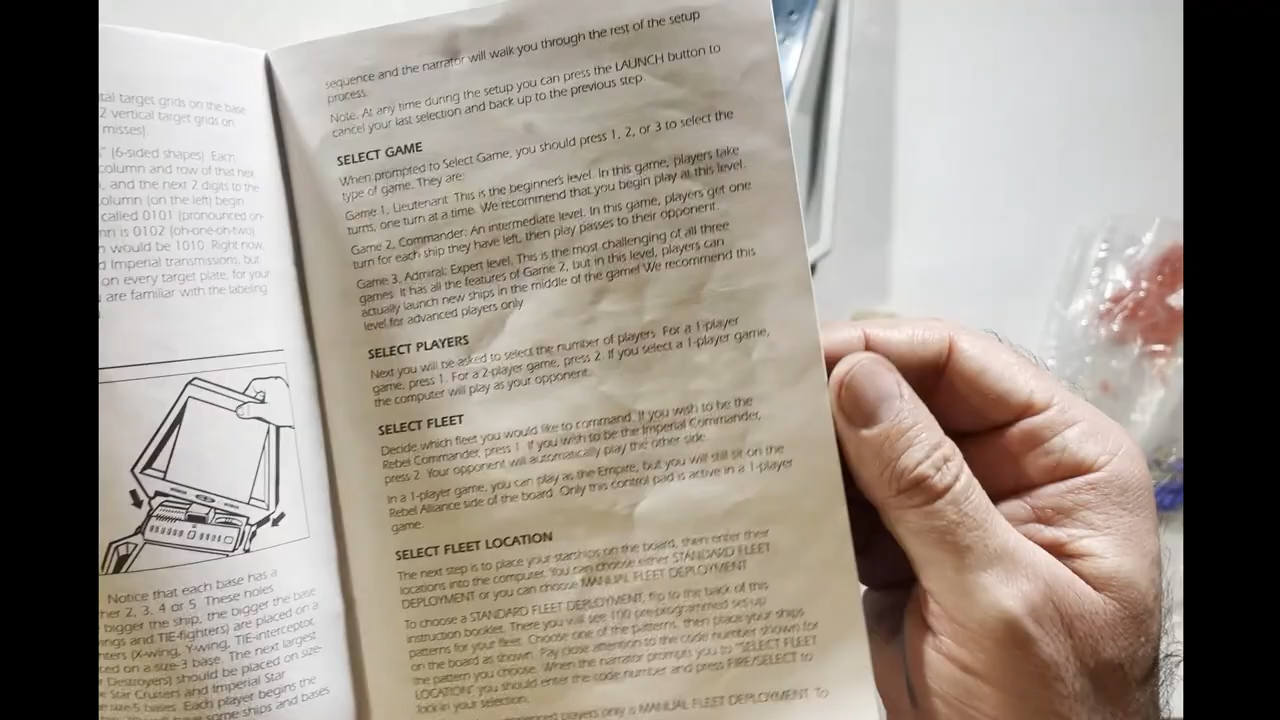 tal target grids on the base
2 vertical target grids on
misses).
(6-sided shapes). Each
column and row of that hex
, and the next 2 digits to the
olumn (on the left) begin
called 0101 (pronounced oh-
nn is 0102 (oh-one-oh-two)
n would be 1010. Right now,
d Imperial transmissions, but
on every target plate, for your
u are familiar with the labeling
Notice that each base has a
her 2, 3, 4 or 5. These holes
bigger the ship, the bigger the base
ings and TIE-fighters) are placed on a
hters (X-wing, Y-wing, TIE-interceptor,
ced on a size-3 base. The next largest
r Destroyers) should be placed on size-
e Star Cruisers and Imperial Star
e size-5 bases. Each player begins the
have some ships and bases
sequence and the narrator will walk you through the rest of the setup
process.
Note. At any time during the setup you can press the LAUNCH button to
cancel your last selection and back up to the previous step.
SELECT GAME
When prompted to Select Game, you should press 1, 2, or 3 to select the
type of game. They are:
Game 1, Lieutenant: This is the beginner's level. In this game, players take
turns, one turn at a time. We recommend that you begin play at this level.
Game 2, Commander: An intermediate level. In this game, players get one
turn for each ship they have left, then play passes to their opponent.
Game 3, Admiral: Expert level. This is the most challenging of all three
games. It has all the features of Game 2, but in this level, players can
actually launch new ships in the middle of the game! We recommend this
level for advanced players only.
SELECT PLAYERS
Next you will be asked to select the number of players. For a 1-player
game, press 1. For a 2-player game, press 2. If you select a 1-player game,
the computer will play as your opponent.
SELECT FLEET
Decide which fleet you would like to command. If you wish to be the
Rebel Commander, press 1. If you wish to be the Imperial Commander,
press 2. Your opponent will automatically play the other side.
In a 1-player game, you can play as the Empire, but you will still sit on the
Rebel Alliance side of the board. Only this control pad is active in a 1-player
game.
SELECT FLEET LOCATION
The next step is to place your starships on the board, then enter their
locations into the computer. You can choose either STANDARD FLEET
DEPLOYMENT or you can choose MANUAL FLEET DEPLOYMENT
To choose a STANDARD FLEET DEPLOYMENT, flip to the back of this
instruction booklet. There you will see 100 pre-programmed set-up
patterns for your fleet. Choose one of the patterns, then place your ships
on the board as shown. Pay close attention to the code number shown for
the pattern you choose. When the narrator prompts you to "SELECT FLEET
LOCATION" you should enter the code number and press FIRE/SELECT to
lock in your selection.
players only is MANUAL FLEET DEPLOYMENT. To